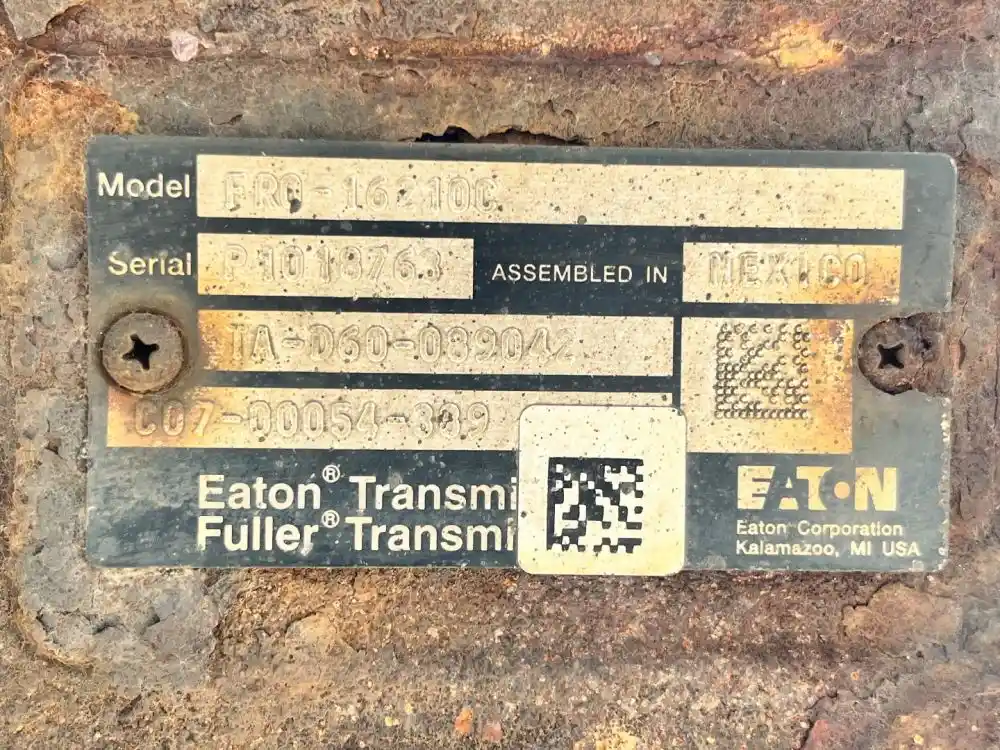 Model FRO-16210C
Serial P1018763 ASSEMBLED IN MEXICO
TA-D60-089042
C07-00054-889
Eaton® Transmi
Fuller® Transmi
EATON
Eaton Corporation
Kalamazoo, MI USA